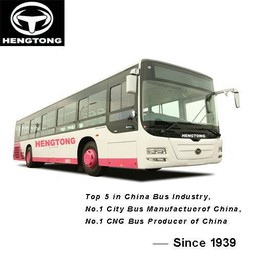 HENGTONG
HENGTONG
HENGTONG
Top 5 in China Bus Industry,
No.1 City Bus Manufactuerof China,
No.1 CNG Bus Producer of China
— Since 1939